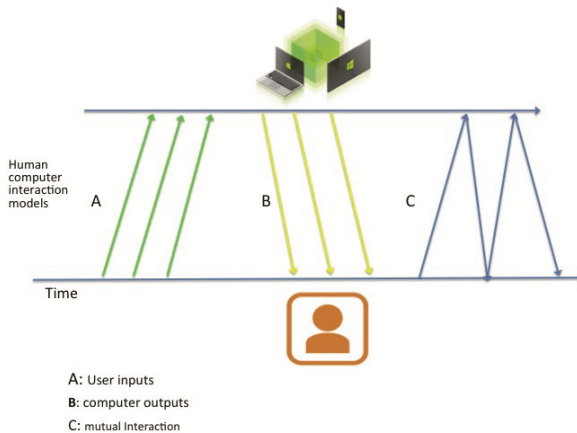 Human
computer
interaction
models
A
B
C
Time
A: User inputs
B: computer outputs
C: mutual Interaction